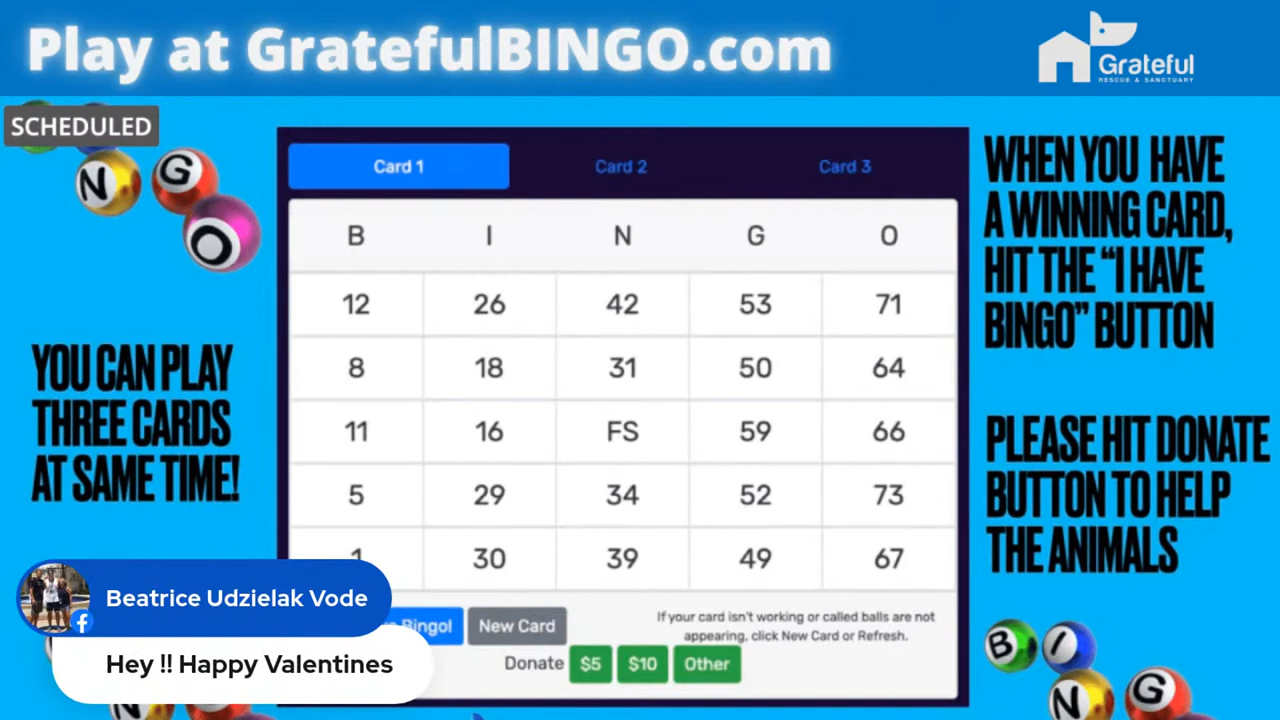 Play at GratefulBINGO.com
Grateful
RESCUE & SANCTUARY
SCHEDULED
N G
O
YOU CAN PLAY
THREE CARDS
AT SAME TIME!
Card 1 Card 2 Card 3
B I N G O
12 26 42 53 71
8 18 31 50 64
11 16 FS 59 66
5 29 34 52 73
1 30 39 49 67
Bingo!
New Card
If your card isn't working or called balls are not
appearing, click New Card or Refresh.
Donate $5 $10 Other
WHEN YOU HAVE
A WINNING CARD,
HIT THE “I HAVE
BINGO” BUTTON
PLEASE HIT DONATE
BUTTON TO HELP
THE ANIMALS
Beatrice Udzielak Vode
Hey !! Happy Valentines
B I
N G
N